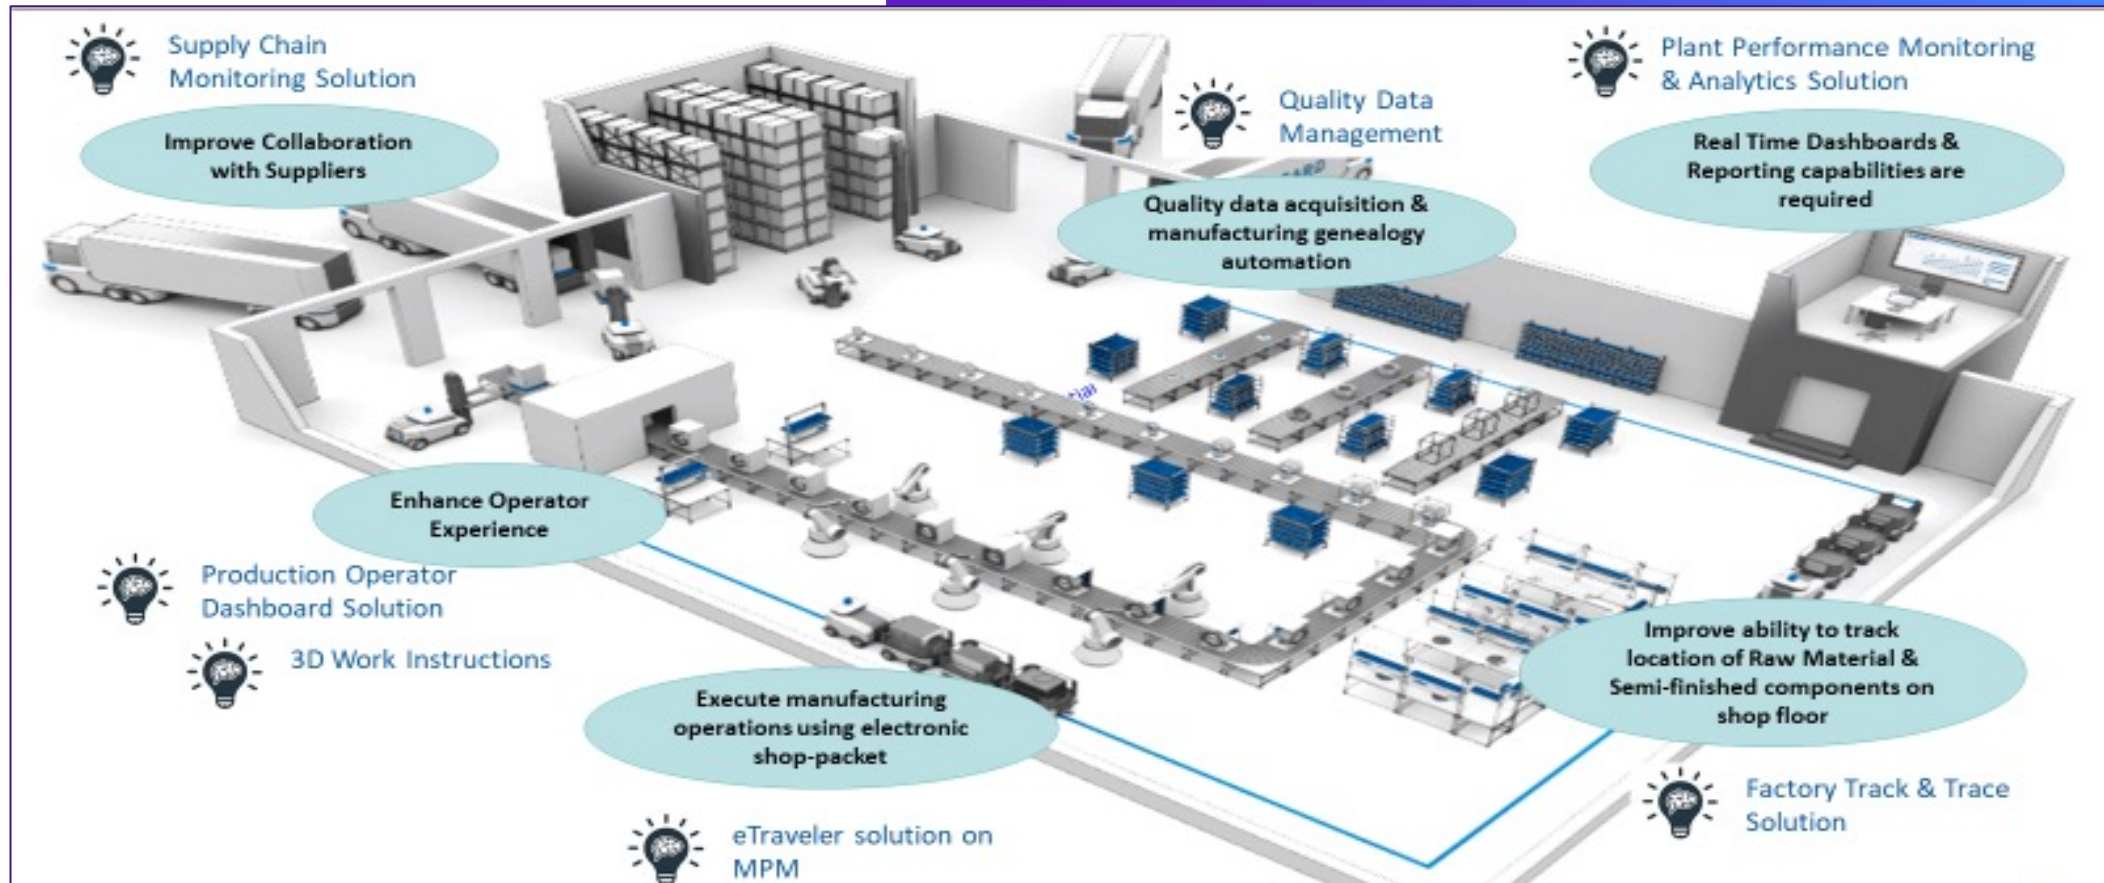 Supply Chain
Monitoring Solution
Improve Collaboration
with Suppliers
Quality Data
Management
Quality data acquisition &
manufacturing genealogy
automation
Plant Performance Monitoring
& Analytics Solution
Real Time Dashboards &
Reporting capabilities are
required
Enhance Operator
Experience
Production Operator
Dashboard Solution
3D Work Instructions
Execute manufacturing
operations using electronic
shop-packet
eTraveler solution on
MPM
Improve ability to track
location of Raw Material &
Semi-finished components on
shop floor
Factory Track & Trace
Solution